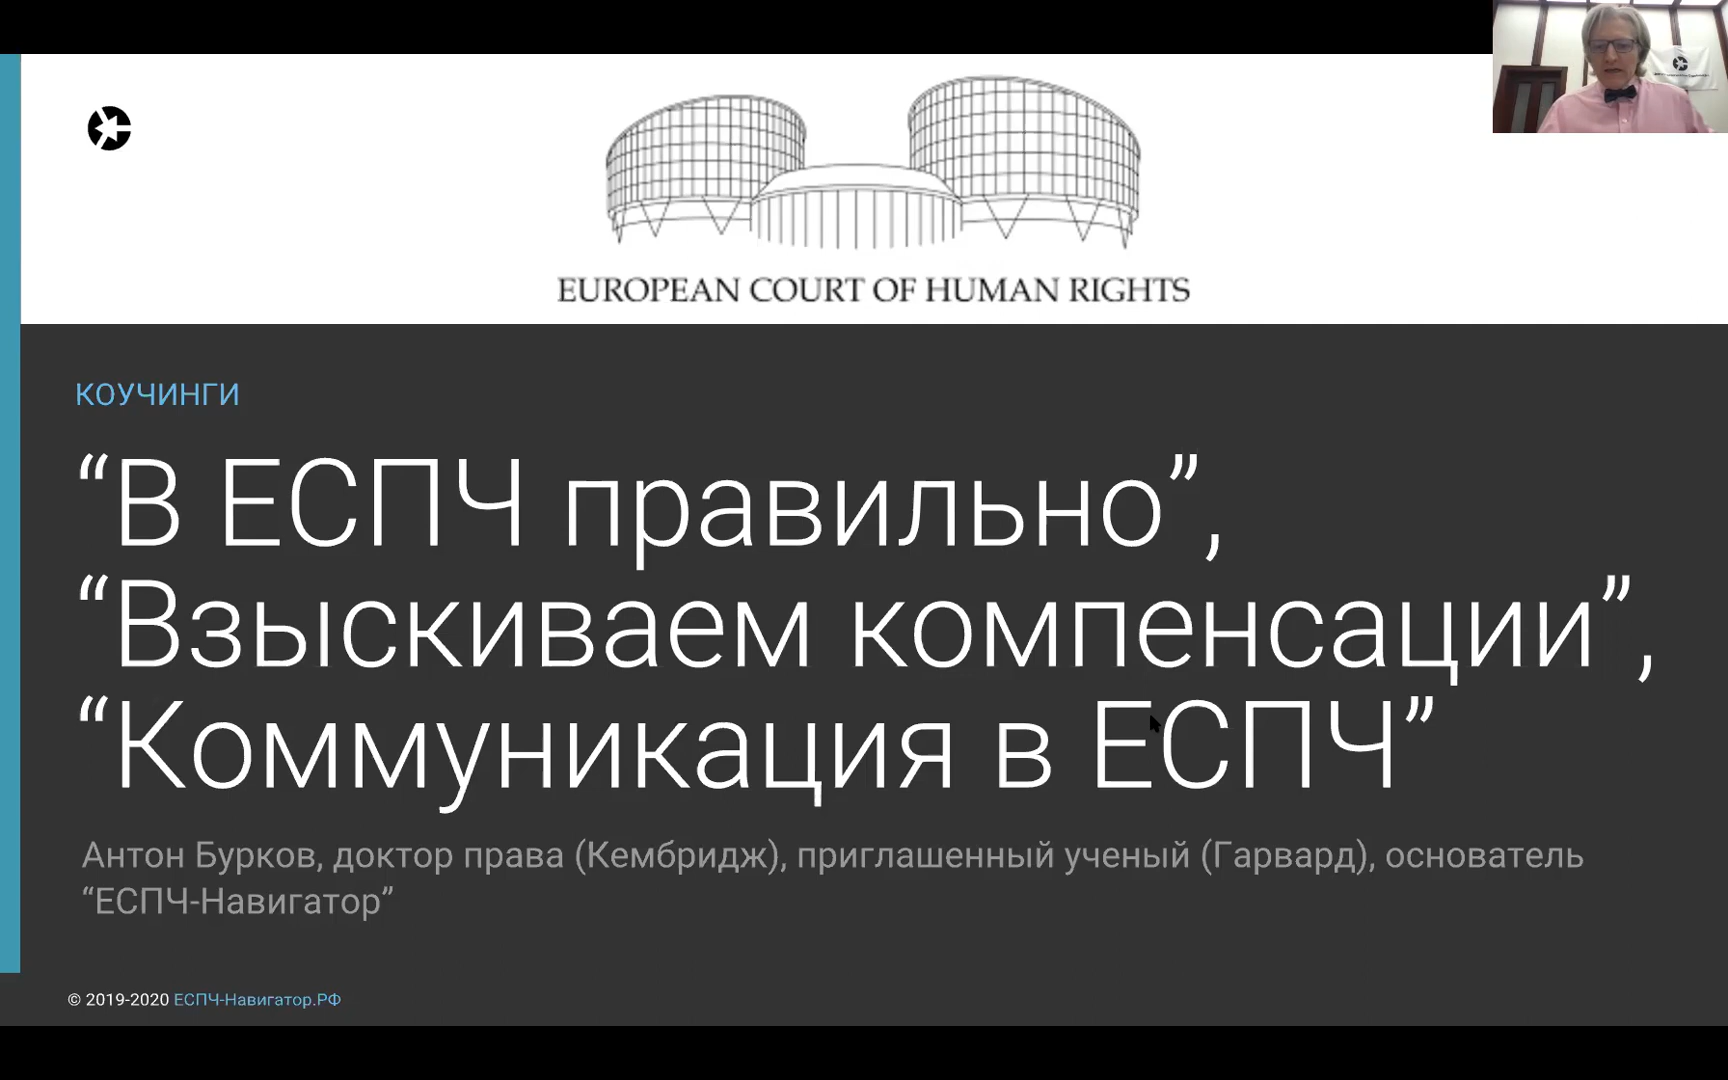 EUROPEAN COURT OF HUMAN RIGHTS
КОУЧИНГИ
“В ЕСПЧ правильно”,
“Взыскиваем компенсации”,
“Коммуникация в ЕСПЧ”
Антон Бурков, доктор права (Кембридж), приглашенный ученый (Гарвард), основатель
“ЕСПЧ-Навигатор”
© 2019-2020 ЕСПЧ-Навигатор.РФ